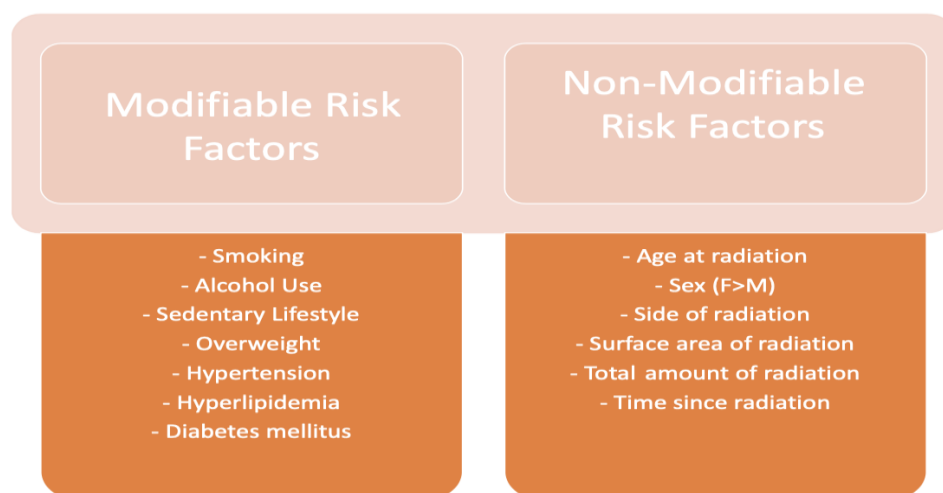 Modifiable Risk
Factors
- Smoking
- Alcohol Use
- Sedentary Lifestyle
- Overweight
- Hypertension
- Hyperlipidemia
- Diabetes mellitus
Non-Modifiable
Risk Factors
- Age at radiation
- Sex (F>M)
- Side of radiation
- Surface area of radiation
- Total amount of radiation
- Time since radiation